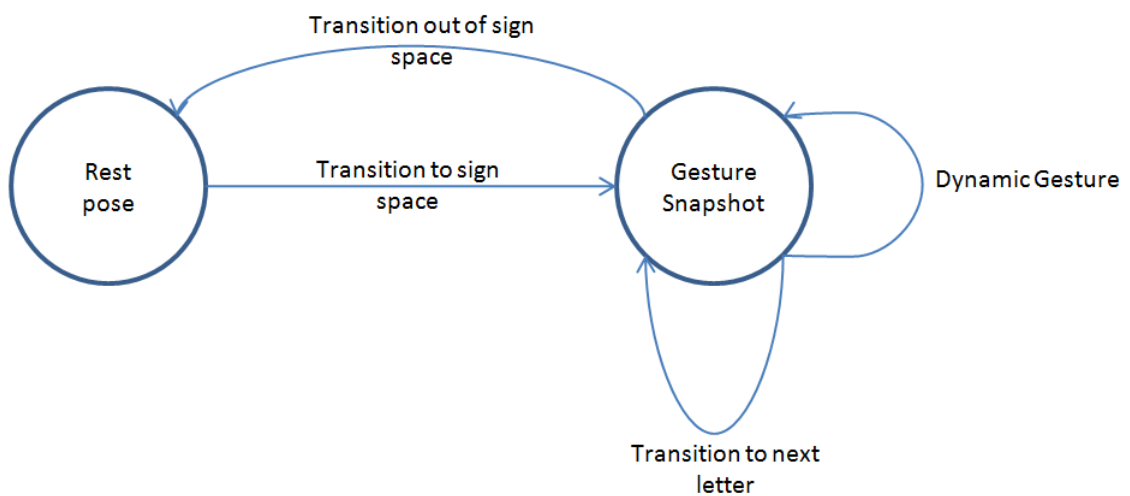 Transition out of sign
space
Rest
pose
Transition to sign
space
Gesture
Snapshot
Dynamic Gesture
Transition to next
letter